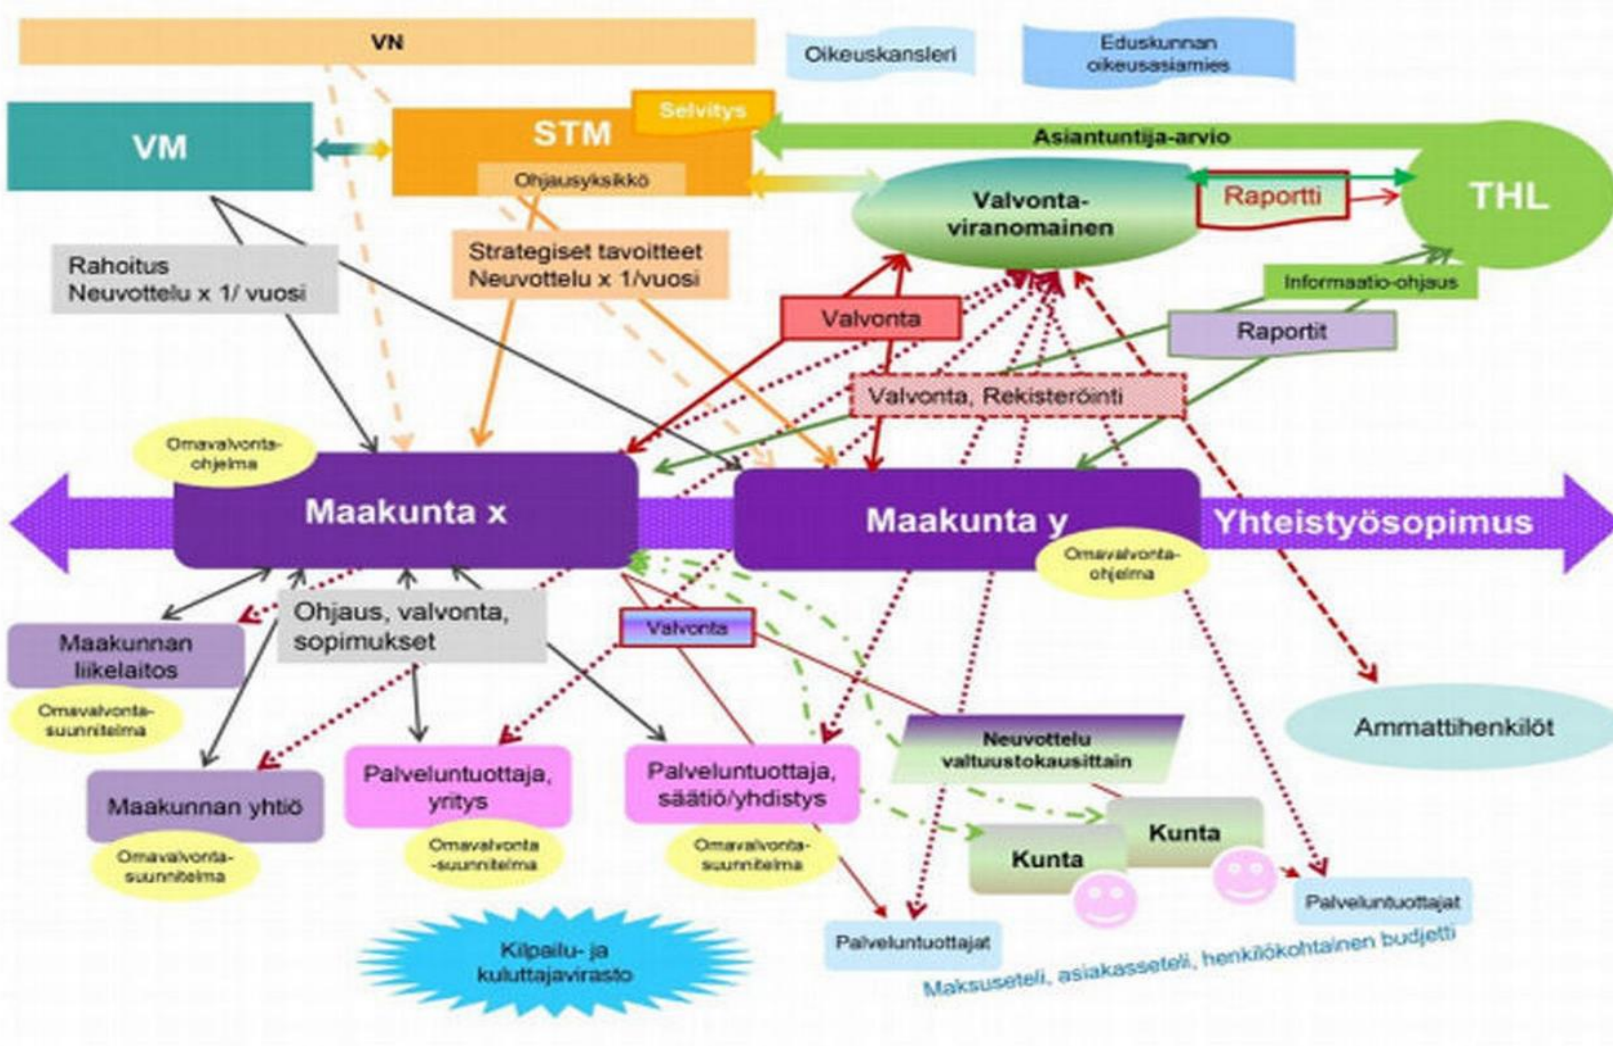 VN
Oikeuskansleri
Eduskunnan
oikeusasiamies
VM
STM
Selvitys
Ohjausyksikkö
Asiantuntija-arvio
THL
Valvonta-
viranomainen
Raportti
Rahoitus
Neuvottelu x 1/ vuosi
Strategiset tavoitteet
Neuvottelu x 1/vuosi
Informaatio-ohjaus
Valvonta
Raportit
Valvonta, Rekisteröinti
Omavalvonta-
ohjelma
Maakunta x
Maakunta y
Yhteistyösopimus
Omavalvonta-
ohjelma
Ohjaus, valvonta,
sopimukset
Valvonta
Maakunnan
liikelaitos
Omavalvonta-
suunnitelma
Ammattihenkilöt
Neuvottelu
valtuustokausittain
Maakunnan yhtiö
Palveluntuottaja,
yritys
Palveluntuottaja,
säätiö/yhdistys
Omavalvonta-
suunnitelma
Omavalvonta
-suunnitelma
Omavalvonta-
suunnitelma
Kunta
Kunta
Palveluntuottajat
Palveluntuottajat
Kilpailu- ja
kuluttajavirasto
Maksuseteli, asiakasseteli, henkilökohtainen budjetti